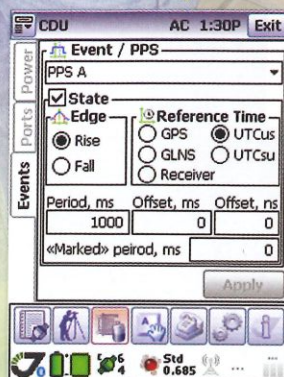 CDU AC 1:30P Exit
Power
Ports
Events
Event / PPS
PPS A
State
Edge
Rise
Fall
Reference Time
GPS UTCus
GLNS UTCsu
Receiver
Period, ms Offset, ms Offset, ns
1000 0 0
«Marked» peirod, ms 0
Apply
6
4
Std
0.685
...